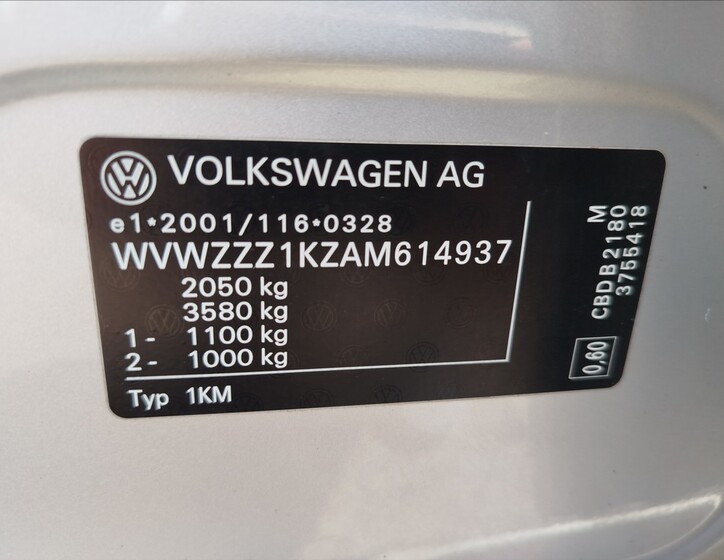 VOLKSWAGEN AG
e1*2001/116*0328
WVWZZZ1KZAM614937
2050 kg
3580 kg
1- 1100 kg
2- 1000 kg
Typ 1KM
M
CBDB2180
3755418
0,60